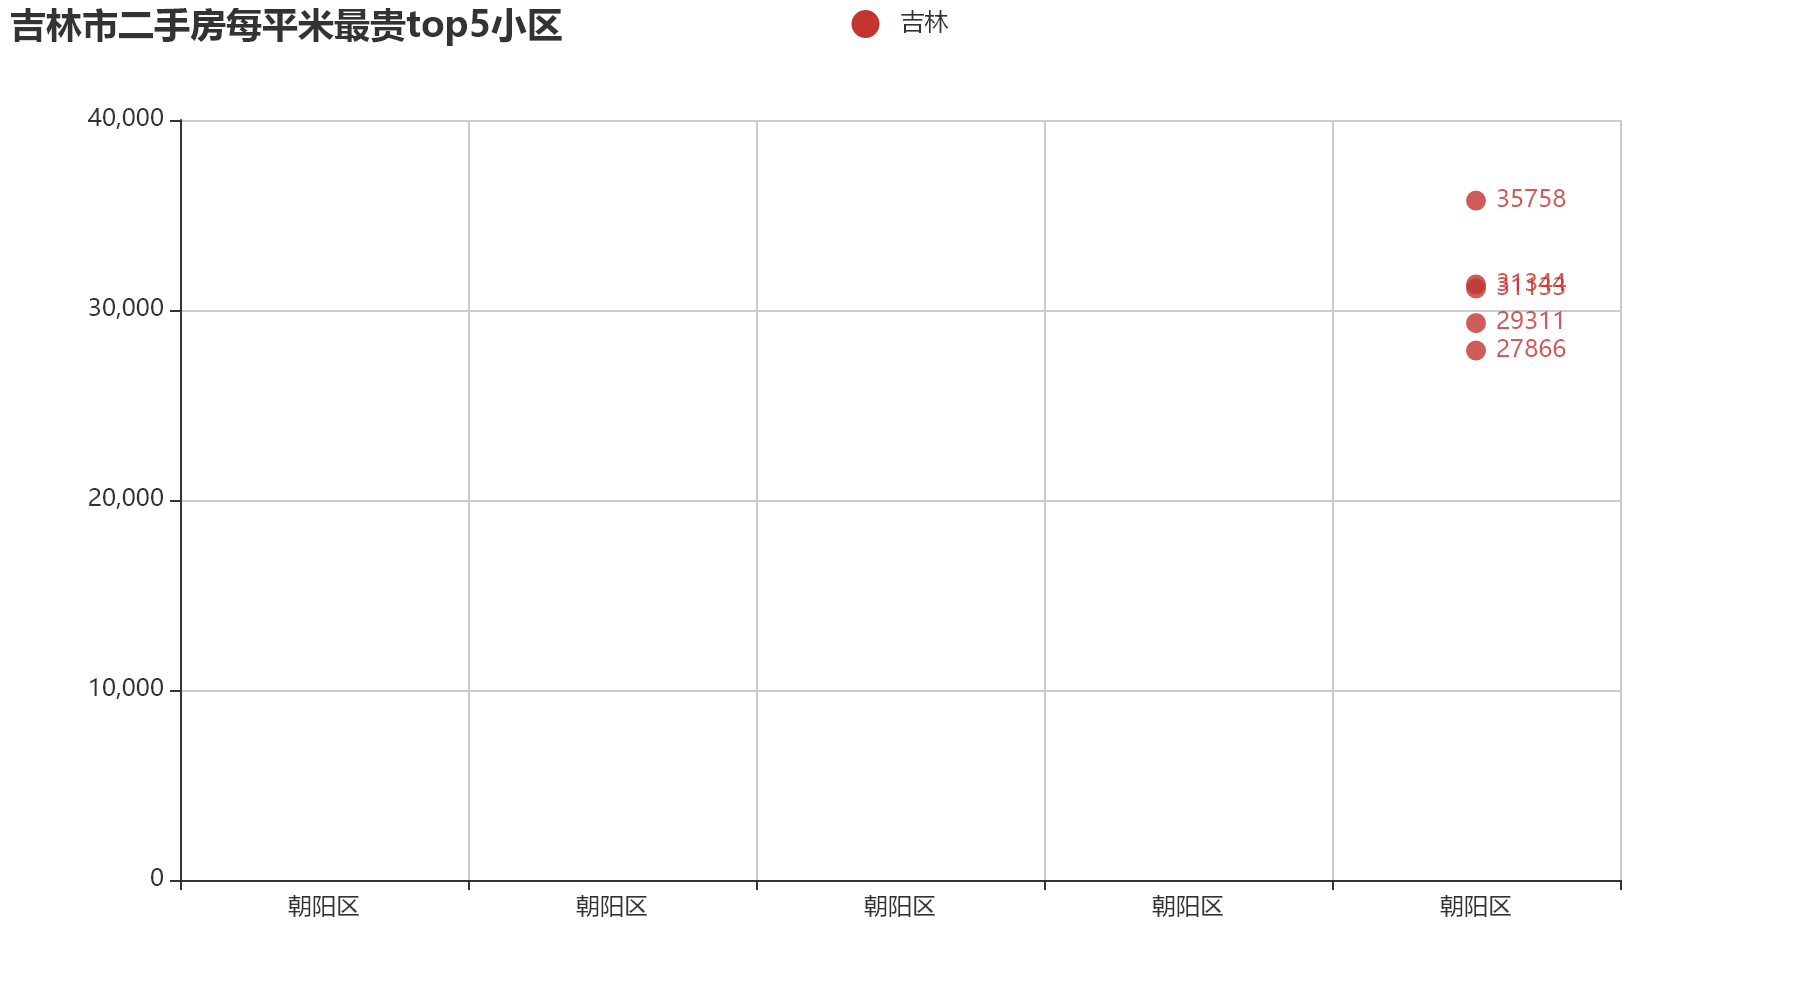 吉林市二手房每平米最贵top5小区
吉林
40,000
30,000
20,000
10,000
0
35758
31344
29311
27866
朝阳区
朝阳区
朝阳区
朝阳区
朝阳区